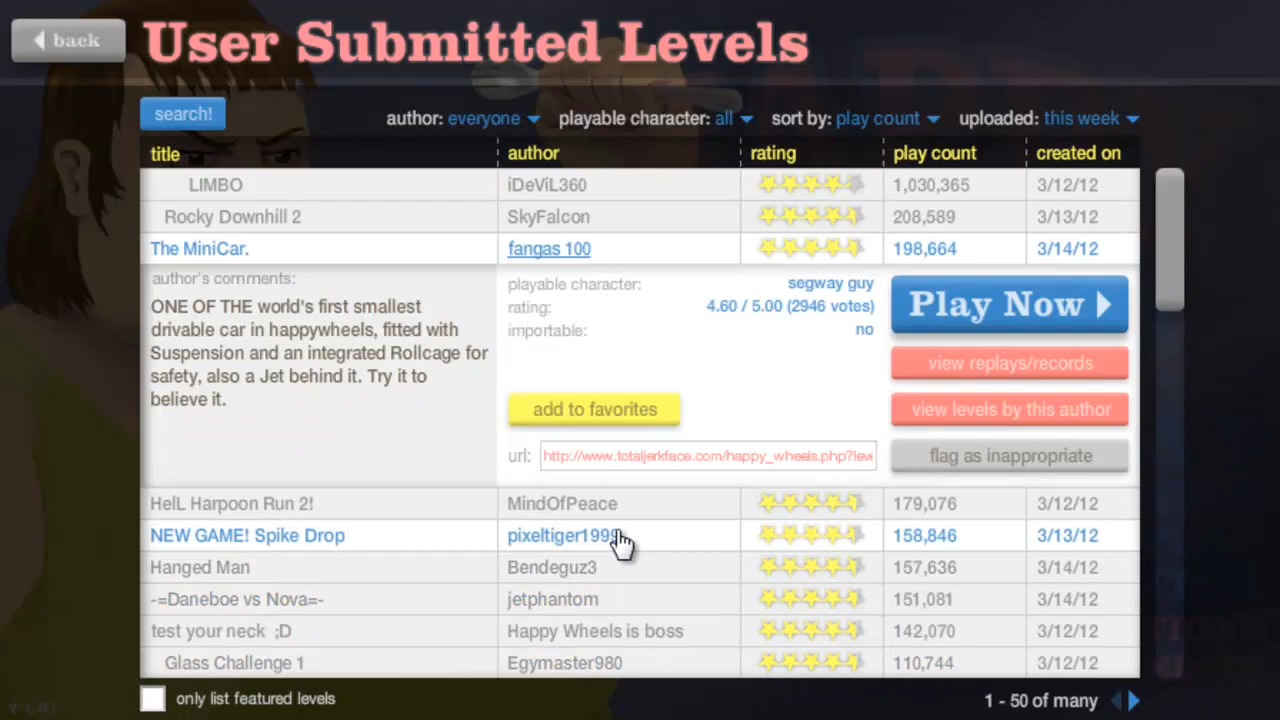 back
User Submitted Levels
search!
author: everyone playable character: all sort by: play count uploaded: this week
title author rating play count created on
LIMBO iDeViL360 1,030,365 3/12/12
Rocky Downhill 2 SkyFalcon 208,589 3/13/12
The MiniCar. fangas 100 198,664 3/14/12
author's comments:
ONE OF THE world's first smallest
drivable car in happywheels, fitted with
Suspension and an integrated Rollcage for
safety, also a Jet behind it. Try it to
believe it.
playable character: segway guy
rating: 4.60 / 5.00 (2946 votes)
importable: no
add to favorites
url: http://www.totaljerkface.com/happy_wheels.php?leve
Play Now
view replays/records
view levels by this author
flag as inappropriate
HelL Harpoon Run 2! MindOfPeace 179,076 3/12/12
NEW GAME! Spike Drop pixeltiger1999 158,846 3/13/12
Hanged Man Bendeguz3 157,636 3/14/12
-=Daneboe vs Nova=- jetphantom 151,081 3/14/12
test your neck ;D Happy Wheels is boss 142,070 3/12/12
Glass Challenge 1 Egymaster980 110,744 3/12/12
only list featured levels
1 - 50 of many